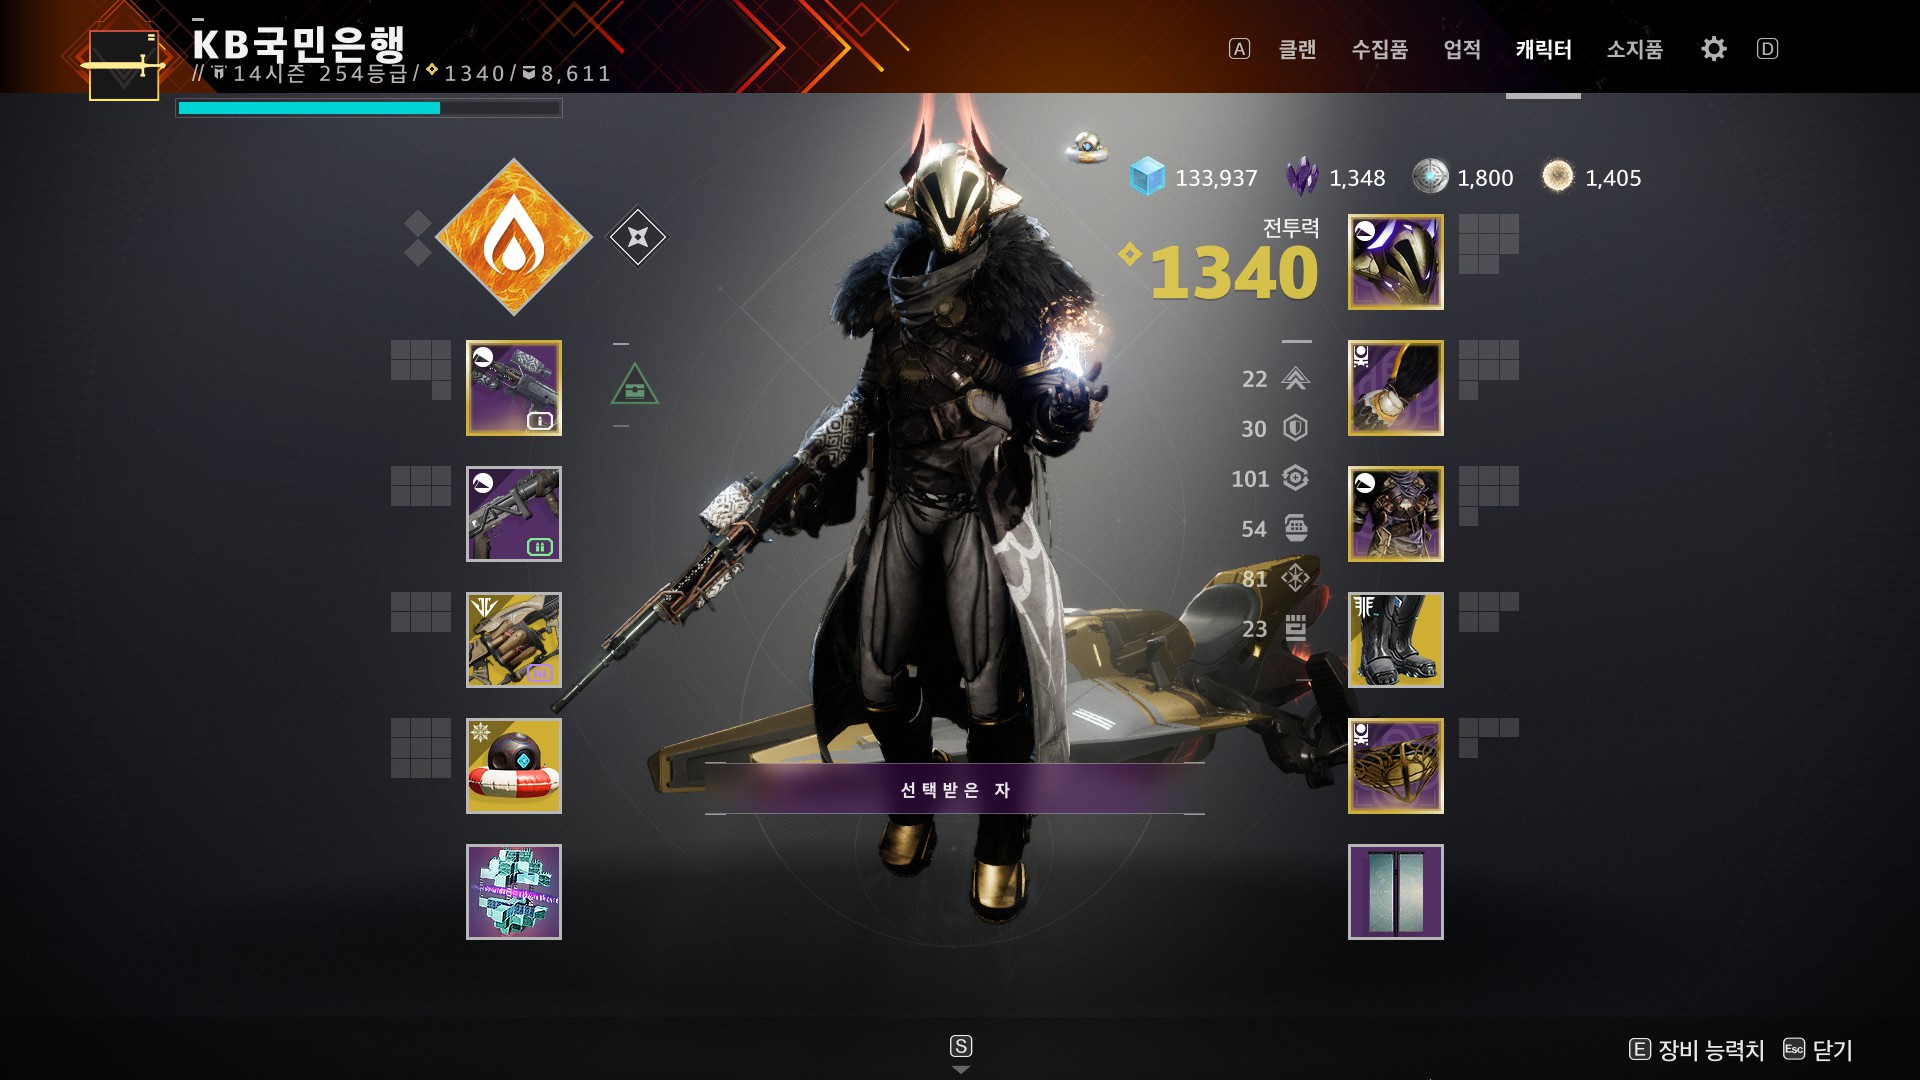 KB국민은행
// 14시즌 254등급/1340/8,611
A 클랜 수집품 업적 캐릭터 소지품 D
133,937 1,348 1,800 1,405
전투력
1340
22
30
101
54
81
23
선택받은 자
S
E 장비 능력치 Esc 닫기